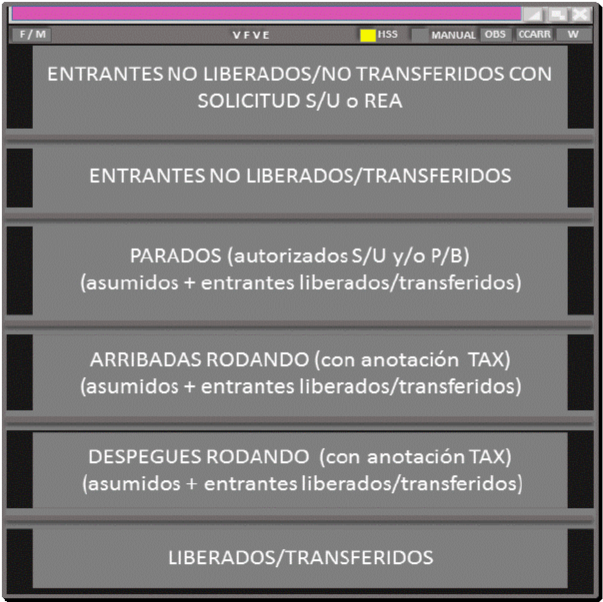 F / M V F V E HSS MANUAL OBS CCARR W
ENTRANTES NO LIBERADOS/NO TRANSFERIDOS CON
SOLICITUD S/U o REA
ENTRANTES NO LIBERADOS/TRANSFERIDOS
PARADOS (autorizados S/U y/o P/B)
(asumidos + entrantes liberados/transferidos)
ARRIBADAS RODANDO (con anotación TAX)
(asumidos + entrantes liberados/transferidos)
DESPEGUES RODANDO (con anotación TAX)
(asumidos + entrantes liberados/transferidos)
LIBERADOS/TRANSFERIDOS